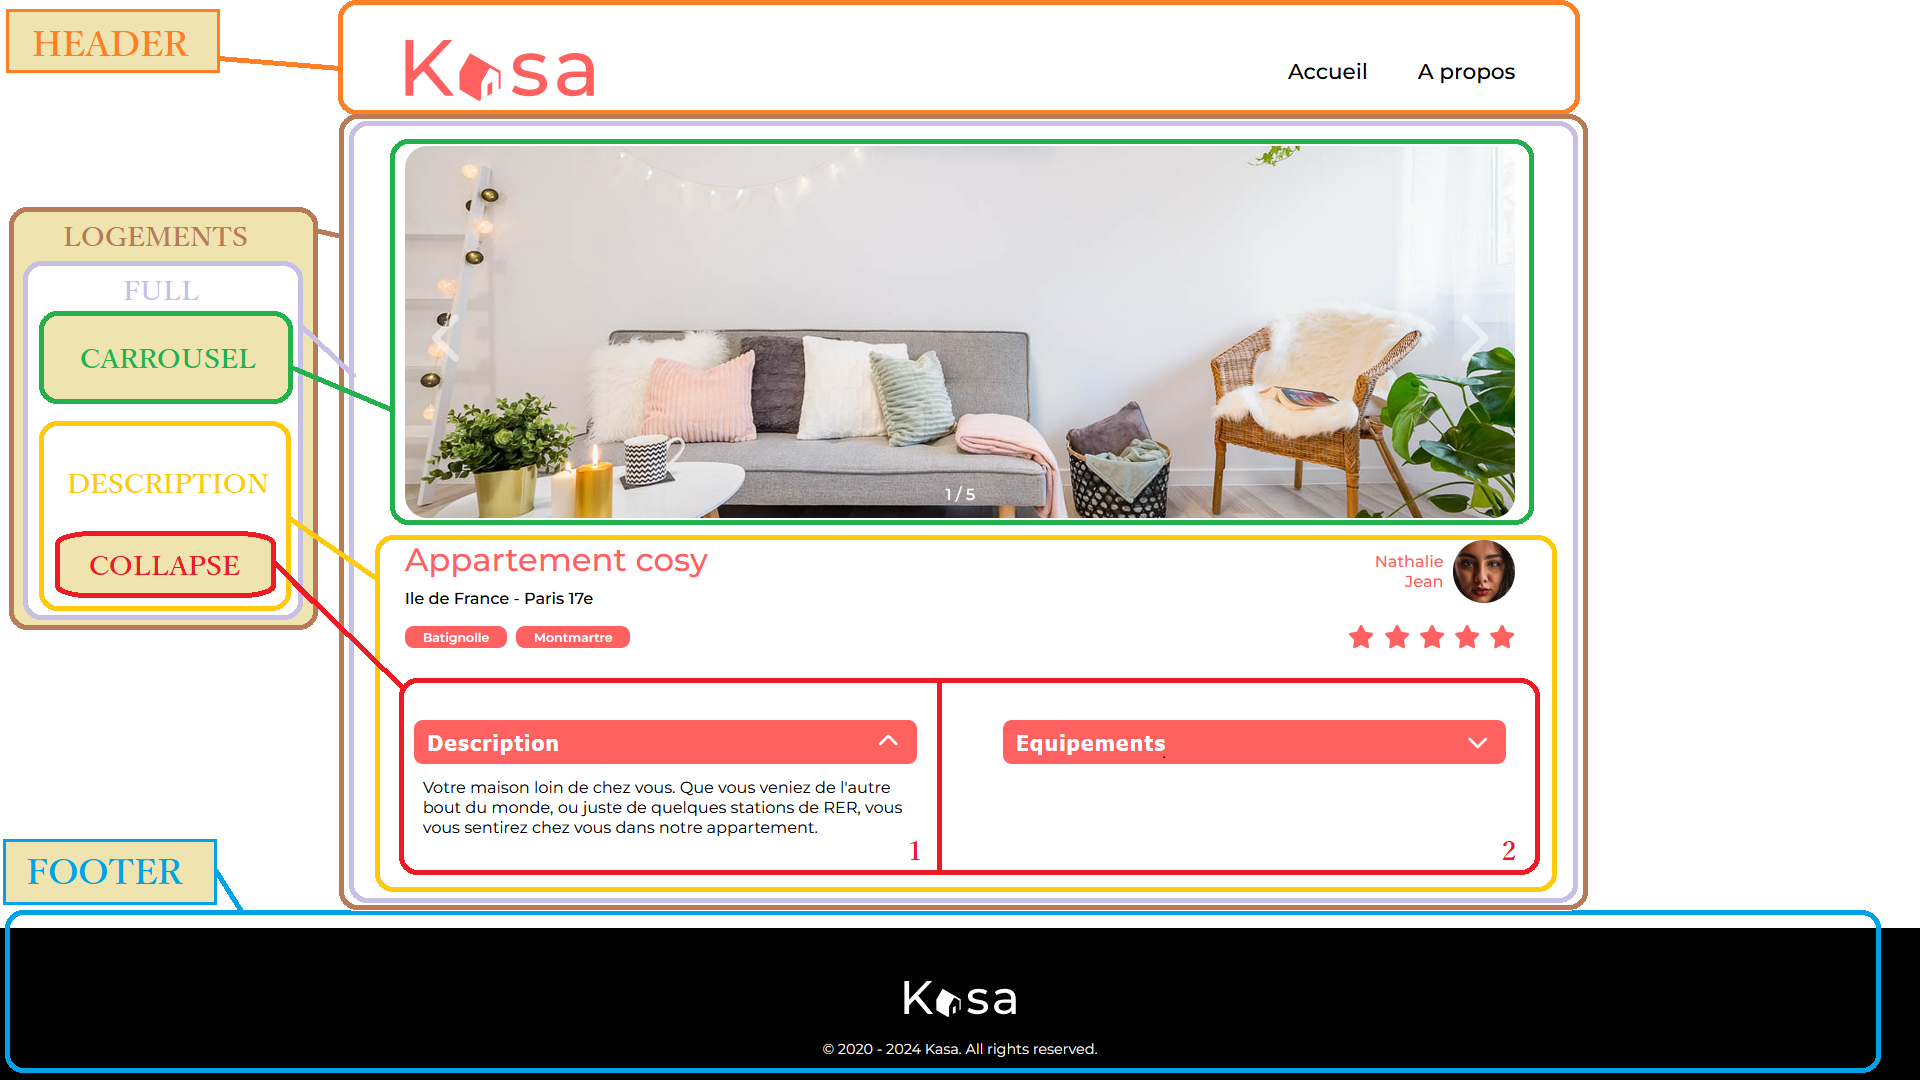 HEADER
Kasa
Accueil
A propos
LOGEMENTS
FULL
CARROUSEL
DESCRIPTION
COLLAPSE
1 / 5
Appartement cosy
Ile de France - Paris 17e
Batignolle
Montmartre
Nathalie
Jean
Description
Votre maison loin de chez vous. Que vous veniez de l'autre
bout du monde, ou juste de quelques stations de RER, vous
vous sentirez chez vous dans notre appartement.
1
Equipements
2
FOOTER
Kasa
© 2020 - 2024 Kasa. All rights reserved.